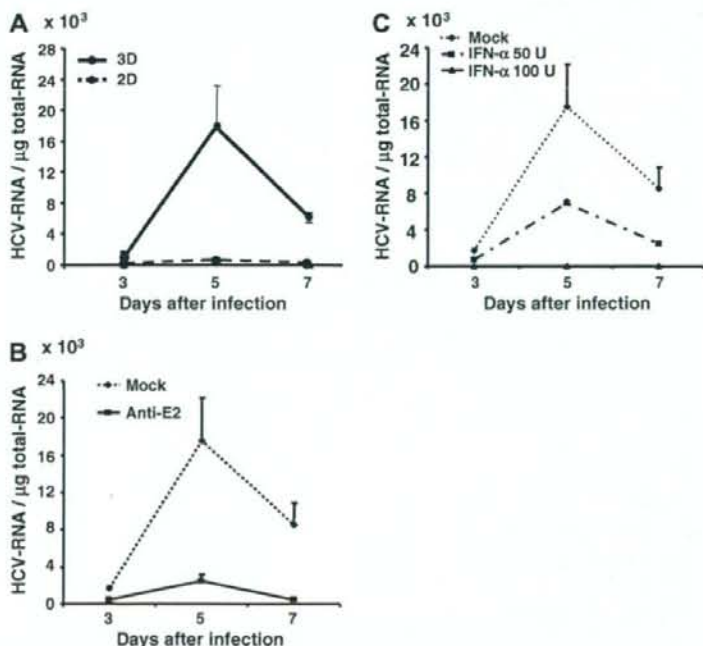 A
x 10³
28
24
20
16
12
8
4
0
HCV-RNA / µg total-RNA
3D
2D
3 5 7
Days after infection
B
x 10³
24
20
16
12
8
4
0
HCV-RNA / µg total-RNA
Mock
Anti-E2
3 5 7
Days after infection
C
x 10³
24
20
16
12
8
4
0
HCV-RNA / µg total-RNA
Mock
IFN-α 50 U
IFN-α 100 U
3 5 7
Days after infection